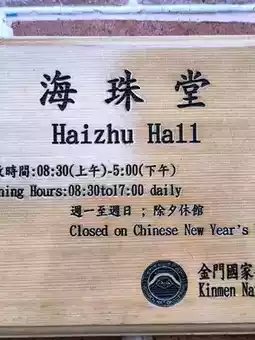 海珠堂
Haizhu Hall
時間:08:30(上午)-5:00(下午)
ning Hours:08:30to17:00 daily
週一至週日 ; 除夕休館
Closed on Chinese New Year's
金門國家
Kinmen Na